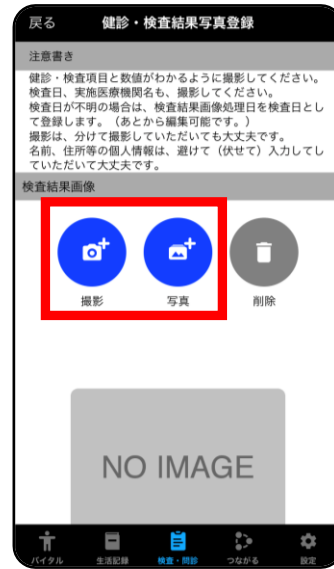 戻る 健診・検査結果写真登録
注意書き
健診・検査項目と数値がわかるように撮影してください。
検査日、実施医療機関名も、撮影してください。
検査日が不明の場合は、検査結果画像処理日を検査日とし
て登録します。（あとから編集可能です。）
撮影は、分けて撮影していただいても大丈夫です。
名前、住所等の個人情報は、避けて（伏せて）入力してし
ていただいて大丈夫です。
検査結果画像
撮影 写真 削除
NO IMAGE
バイタル 生活記録 検査・問診 つながる 設定